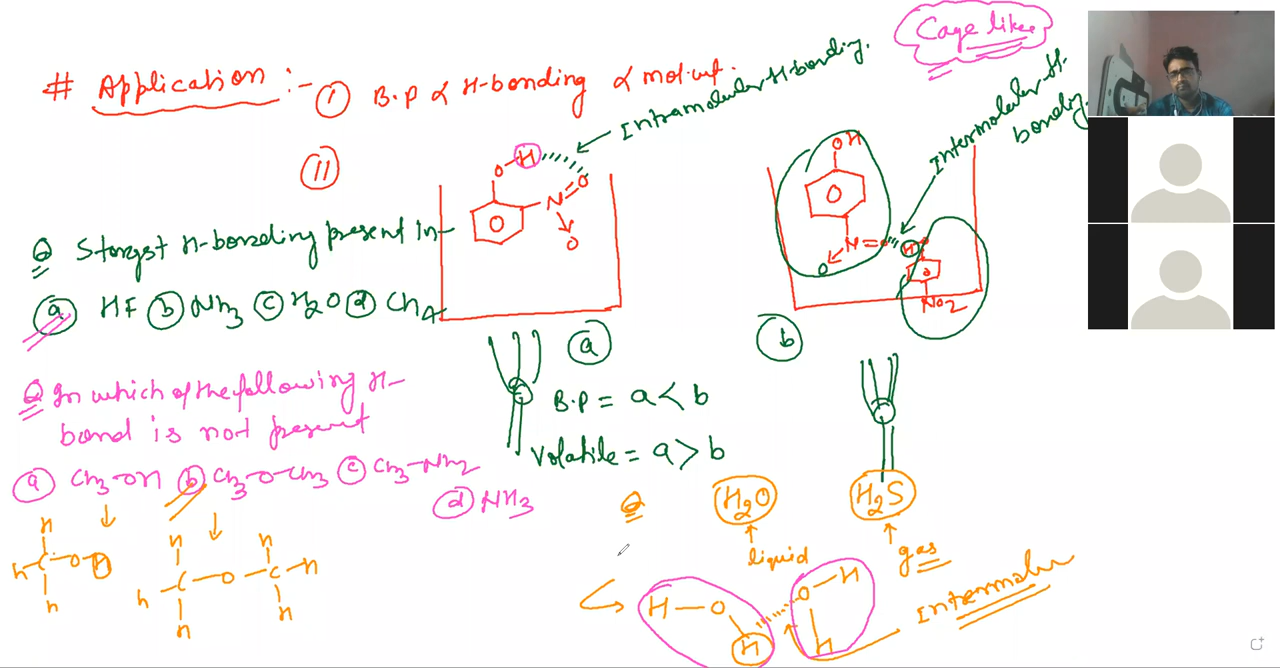 Cage like
# Application :- (I) B.P α H-bonding α mol.wt.
Intramolecular H-bonding.
(II)
O-H
N=O
O
O
OH
O
N=O
O
H
O
NO2
Intermolecular H-
bonding.
Q Storgst H-bonding present in-
(a) HF (b) NH3 (c) H2O (d) CH4
(a)
(b)
B.P = a < b
Volatile = a > b
Q In which of the following H-
bond is not present
(a) CH3-OH (b) CH3-O-CH3 (c) CH3-NH2
(d) NH3
H
H-C-O-H
H
H H
H-C-O-C-H
H H
Q H2O H2S
liquid gas
H-O
H
O-H
H